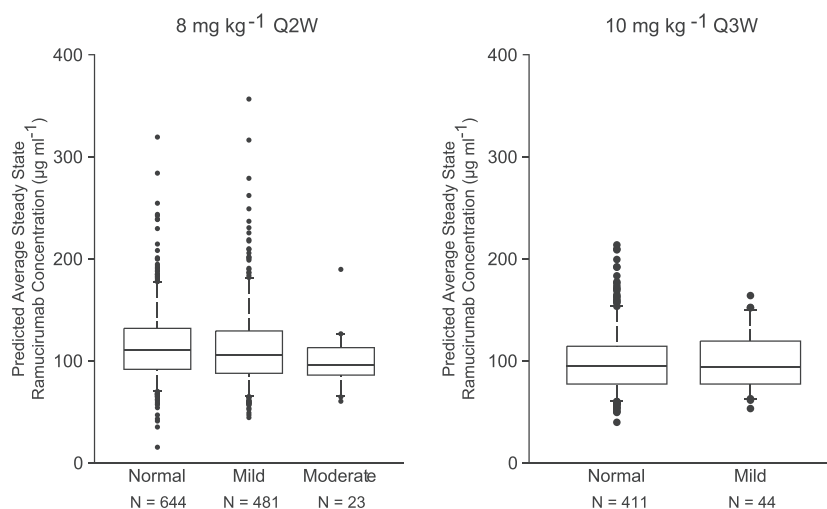 8 mg kg-1 Q2W
Predicted Average Steady State
Ramucirumab Concentration (µg ml-1)
400
300
200
100
0
Normal Mild Moderate
N = 644 N = 481 N = 23
10 mg kg-1 Q3W
Predicted Average Steady State
Ramucirumab Concentration (µg ml-1)
400
300
200
100
0
Normal Mild
N = 411 N = 44